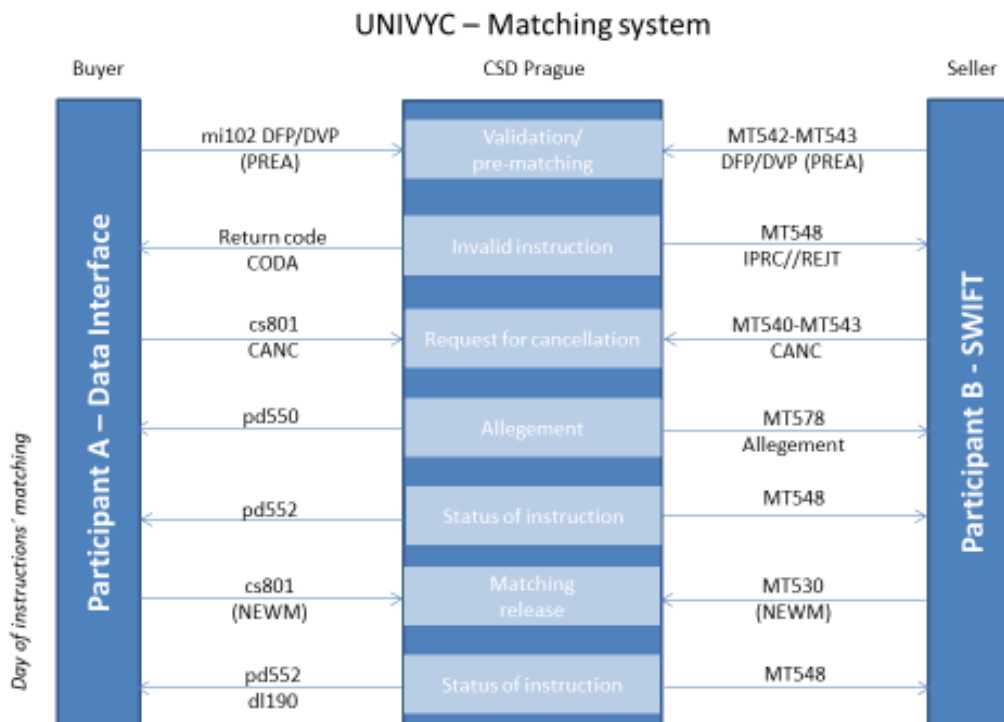 UNIVYC – Matching system
Buyer
CSD Prague
Seller
mi102 DFP/DVP
(PREA)
Validation/
pre-matching
MT542-MT543
DFP/DVP (PREA)
Return code
CODA
Invalid instruction
MT548
IPRC//REJT
cs801
CANC
Request for cancellation
MT540-MT543
CANC
pd550
Allegement
MT578
Allegement
pd552
Status of instruction
MT548
cs801
(NEWM)
Matching
release
MT530
(NEWM)
pd552
dl190
Status of instruction
MT548
Day of instructions´ matching
Participant A – Data Interface
Participant B - SWIFT